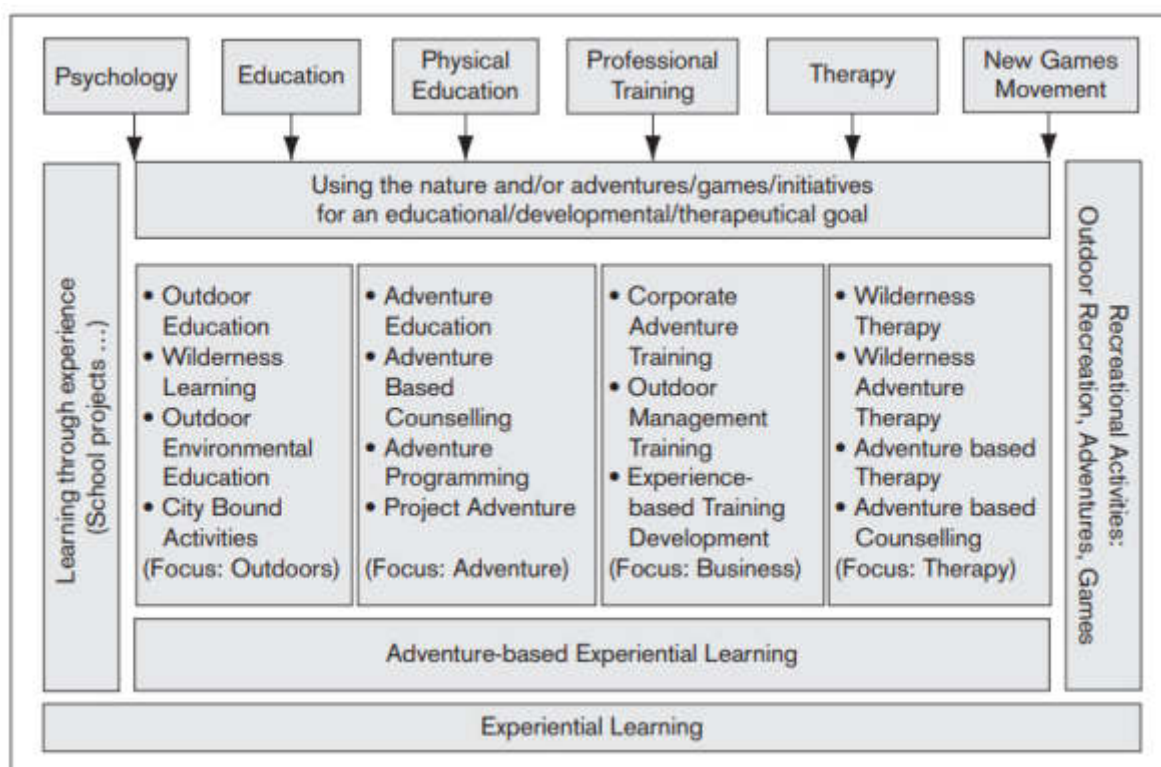 Psychology
Education
Physical
Education
Professional
Training
Therapy
New Games
Movement
Learning through experience
(School projects ...)
Using the nature and/or adventures/games/initiatives
for an educational/developmental/therapeutical goal
Recreational Activities:
Outdoor Recreation, Adventures, Games
• Outdoor
Education
• Wilderness
Learning
• Outdoor
Environmental
Education
• City Bound
Activities
(Focus: Outdoors)
• Adventure
Education
• Adventure
Based
Counselling
• Adventure
Programming
• Project Adventure
(Focus: Adventure)
• Corporate
Adventure
Training
• Outdoor
Management
Training
• Experience-
based Training
Development
(Focus: Business)
• Wilderness
Therapy
• Wilderness
Adventure
Therapy
• Adventure based
Therapy
• Adventure based
Counselling
(Focus: Therapy)
Adventure-based Experiential Learning
Experiential Learning